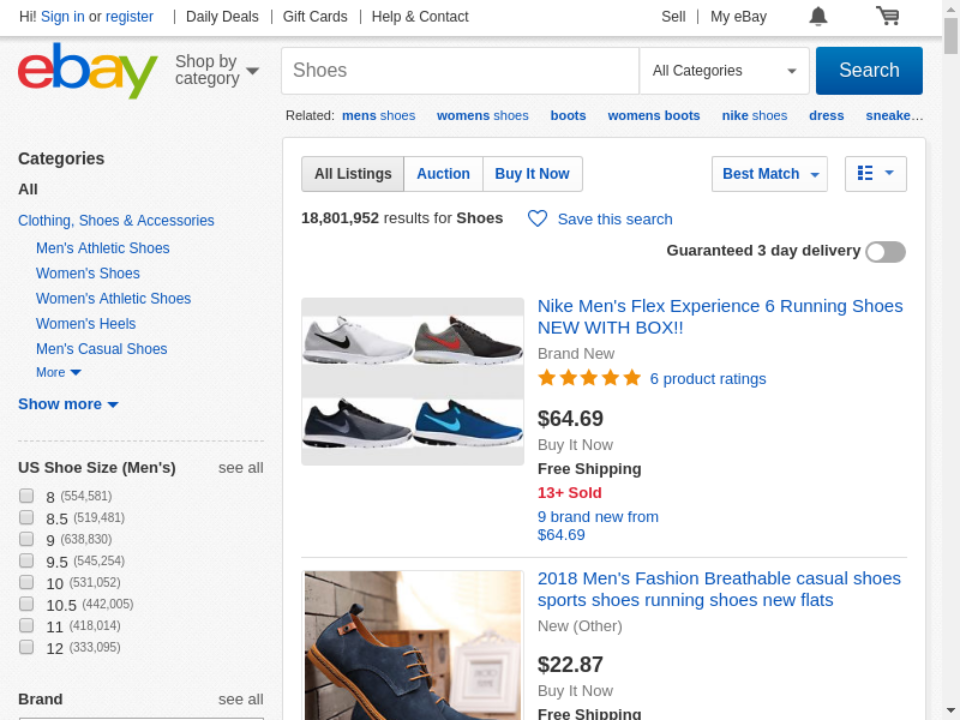 Hi! Sign in or register
Daily Deals
Gift Cards
Help & Contact
Sell
My eBay
ebay
Shop by
category
Shoes
All Categories
Search
Related: mens shoes womens shoes boots womens boots nike shoes dress sneake…
Categories
All
Clothing, Shoes & Accessories
Men's Athletic Shoes
Women's Shoes
Women's Athletic Shoes
Women's Heels
Men's Casual Shoes
More
Show more
US Shoe Size (Men's) see all
8 (554,581)
8.5 (519,481)
9 (638,830)
9.5 (545,254)
10 (531,052)
10.5 (442,005)
11 (418,014)
12 (333,095)
Brand see all
All Listings
Auction
Buy It Now
Best Match
18,801,952 results for Shoes
Save this search
Guaranteed 3 day delivery
Nike Men's Flex Experience 6 Running Shoes
NEW WITH BOX!!
Brand New
6 product ratings
$64.69
Buy It Now
Free Shipping
13+ Sold
9 brand new from
$64.69
2018 Men's Fashion Breathable casual shoes
sports shoes running shoes new flats
New (Other)
$22.87
Buy It Now
Free Shipping